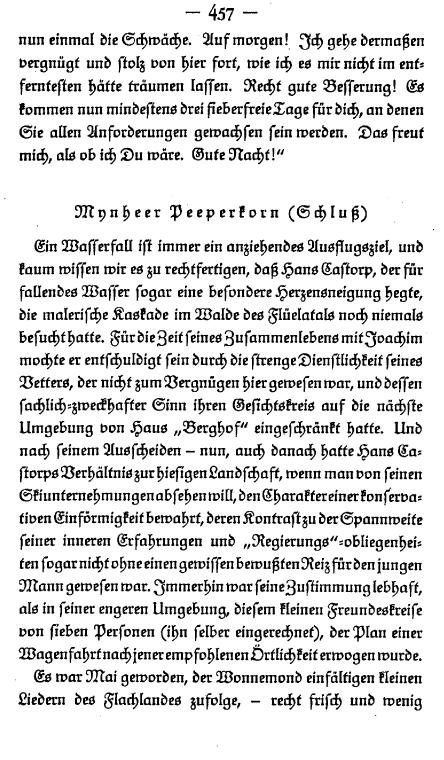 — 457 —
nun einmal die Schwäche. Auf morgen! Ich gehe dermaßen
vergnügt und stolz von hier fort, wie ich es mir nicht im ent-
ferntesten hätte träumen lassen. Recht gute Besserung! Es
kommen nun mindestens drei fieberfreie Tage für dich, an denen
Sie allen Anforderungen gewachsen sein werden. Das freut
mich, als ob ich Du wäre. Gute Nacht!“
Mynheer Peeperkorn (Schluß)
Ein Wasserfall ist immer ein anziehendes Ausflugsziel, und
kaum wissen wir es zu rechtfertigen, daß Hans Castorp, der für
fallendes Wasser sogar eine besondere Herzensneigung hegte,
die malerische Kaskade im Walde des Flüelatals noch niemals
besucht hatte. Für die Zeit seines Zusammenlebens mit Joachim
mochte er entschuldigt sein durch die strenge Dienstlichkeit seines
Vetters, der nicht zum Vergnügen hier gewesen war, und dessen
sachlich-zweckhafter Sinn ihren Gesichtskreis auf die nächste
Umgebung von Haus „Berghof“ eingeschränkt hatte. Und
nach seinem Ausscheiden – nun, auch danach hatte Hans Ca-
storps Verhältnis zur hiesigen Landschaft, wenn man von seinen
Skiunternehmungen absehen will, den Charakter einer konserva-
tiven Einförmigkeit bewahrt, deren Kontrast zu der Spannweite
seiner inneren Erfahrungen und „Regierungs“-obliegenhei-
ten sogar nicht ohne einen gewissen bewußten Reiz für den jungen
Mann gewesen war. Immerhin war seine Zustimmung lebhaft,
als in seiner engeren Umgebung, diesem kleinen Freundeskreise
von sieben Personen (ihn selber eingerechnet), der Plan einer
Wagenfahrt nach jener empfohlenen Örtlichkeit erwogen wurde.
Es war Mai geworden, der Wonnemond einfältigen kleinen
Liedern des Flachlandes zufolge, – recht frisch und wenig